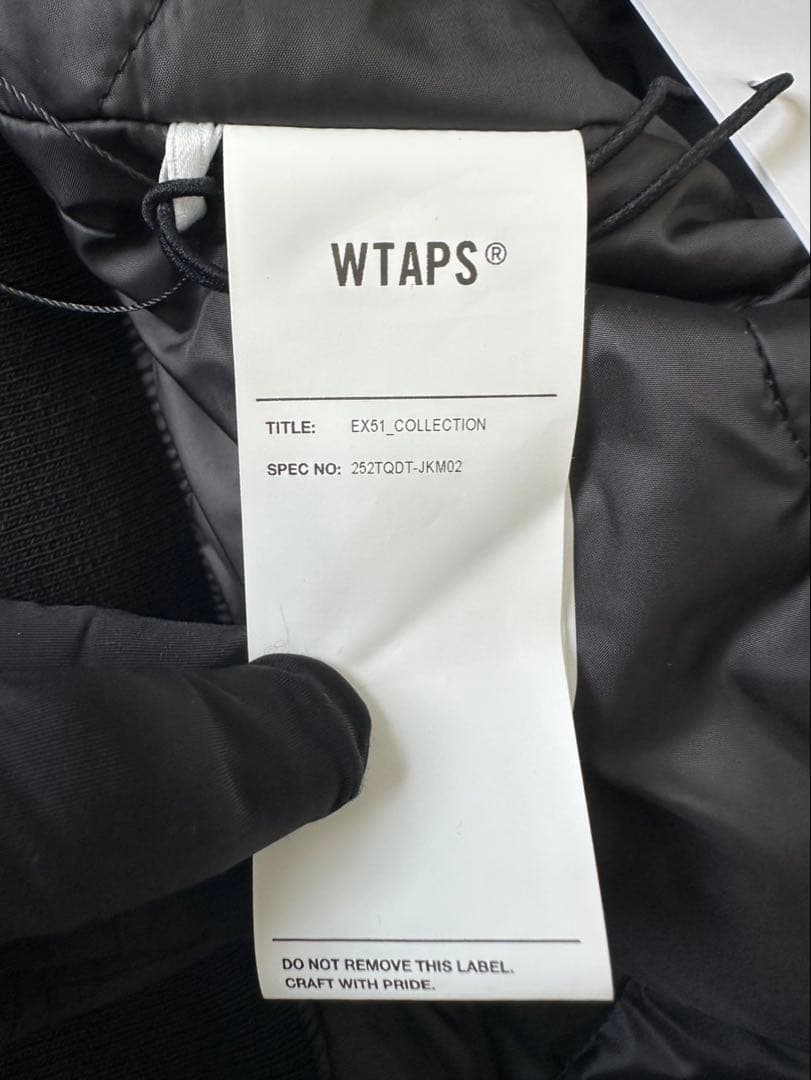 WTAPS®
TITLE: EX51_COLLECTION
SPEC NO: 252TQDT-JKM02
DO NOT REMOVE THIS LABEL.
CRAFT WITH PRIDE.